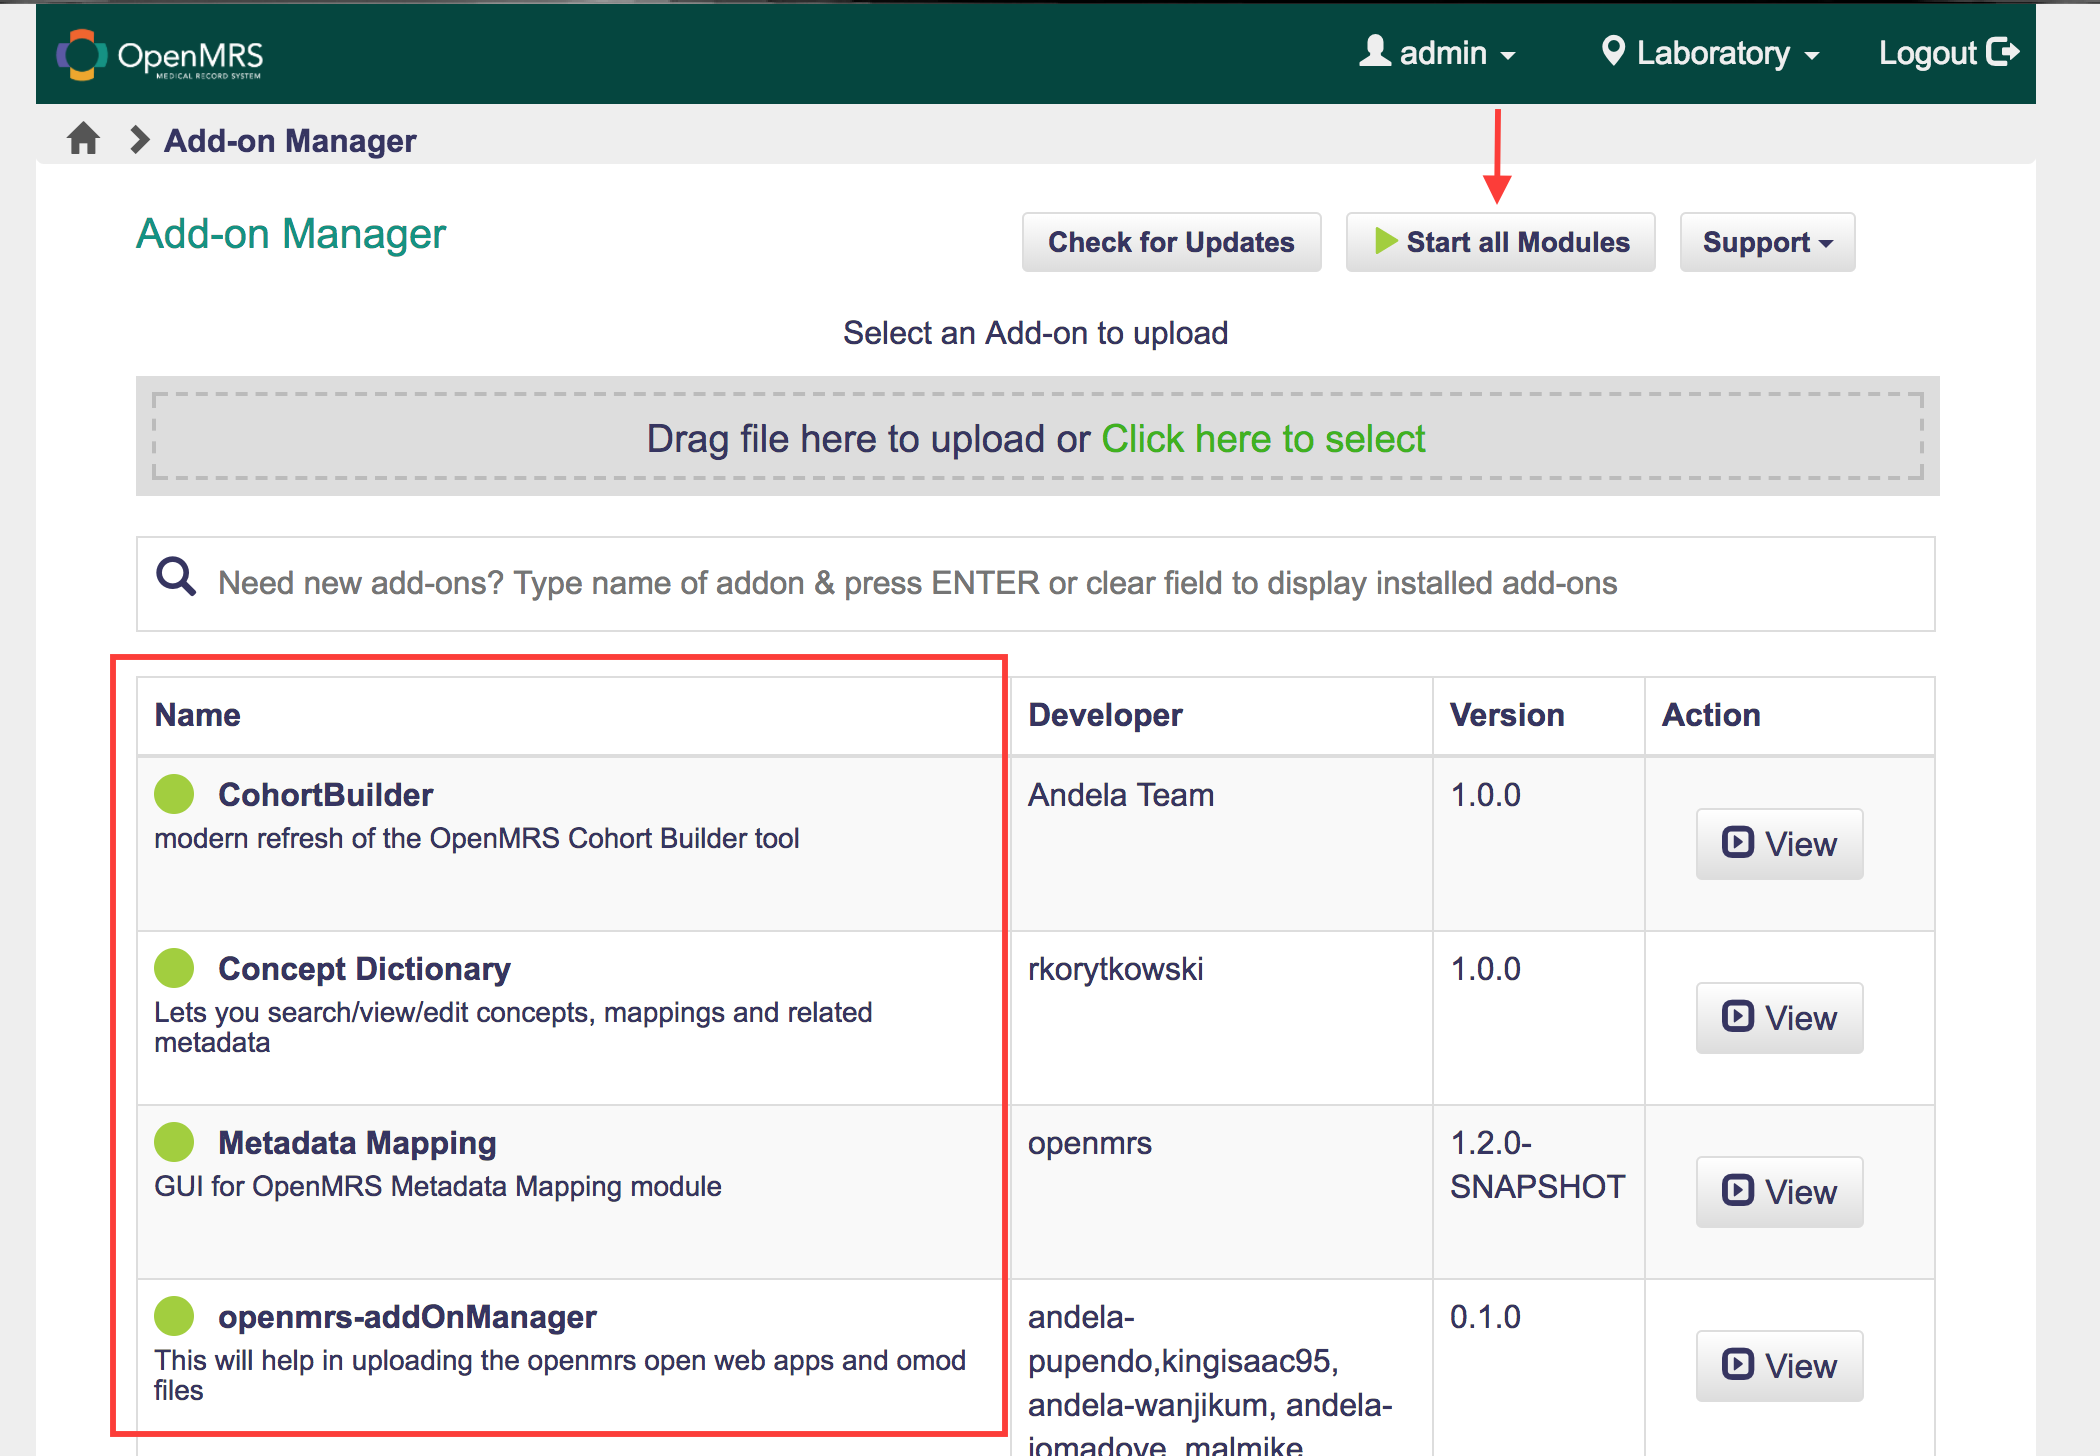 OpenMRS
MEDICAL RECORD SYSTEM
admin
Laboratory
Logout
Add-on Manager
Add-on Manager
Check for Updates
Start all Modules
Support
Select an Add-on to upload
Drag file here to upload or Click here to select
Need new add-ons? Type name of addon & press ENTER or clear field to display installed add-ons
Name
Developer
Version
Action
CohortBuilder
modern refresh of the OpenMRS Cohort Builder tool
Andela Team
1.0.0
View
Concept Dictionary
Lets you search/view/edit concepts, mappings and related
metadata
rkorytkowski
1.0.0
View
Metadata Mapping
GUI for OpenMRS Metadata Mapping module
openmrs
1.2.0-
SNAPSHOT
View
openmrs-addOnManager
This will help in uploading the openmrs open web apps and omod
files
andela-
pupendo,kingisaac95,
andela-wanjikum, andela-
jomadoye, malmike
0.1.0
View